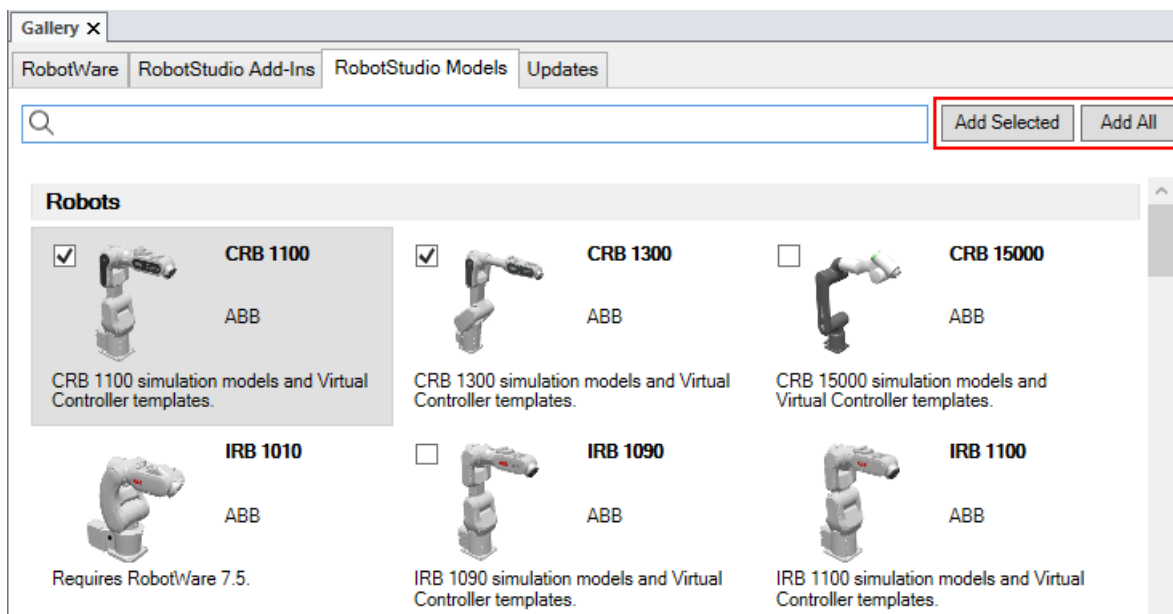 Gallery X
RobotWare RobotStudio Add-Ins RobotStudio Models Updates
Add Selected Add All
Robots
CRB 1100
ABB
CRB 1100 simulation models and Virtual
Controller templates.
CRB 1300
ABB
CRB 1300 simulation models and Virtual
Controller templates.
CRB 15000
ABB
CRB 15000 simulation models and
Virtual Controller templates.
IRB 1010
ABB
Requires RobotWare 7.5.
IRB 1090
ABB
IRB 1090 simulation models and Virtual
Controller templates.
IRB 1100
ABB
IRB 1100 simulation models and Virtual
Controller templates.